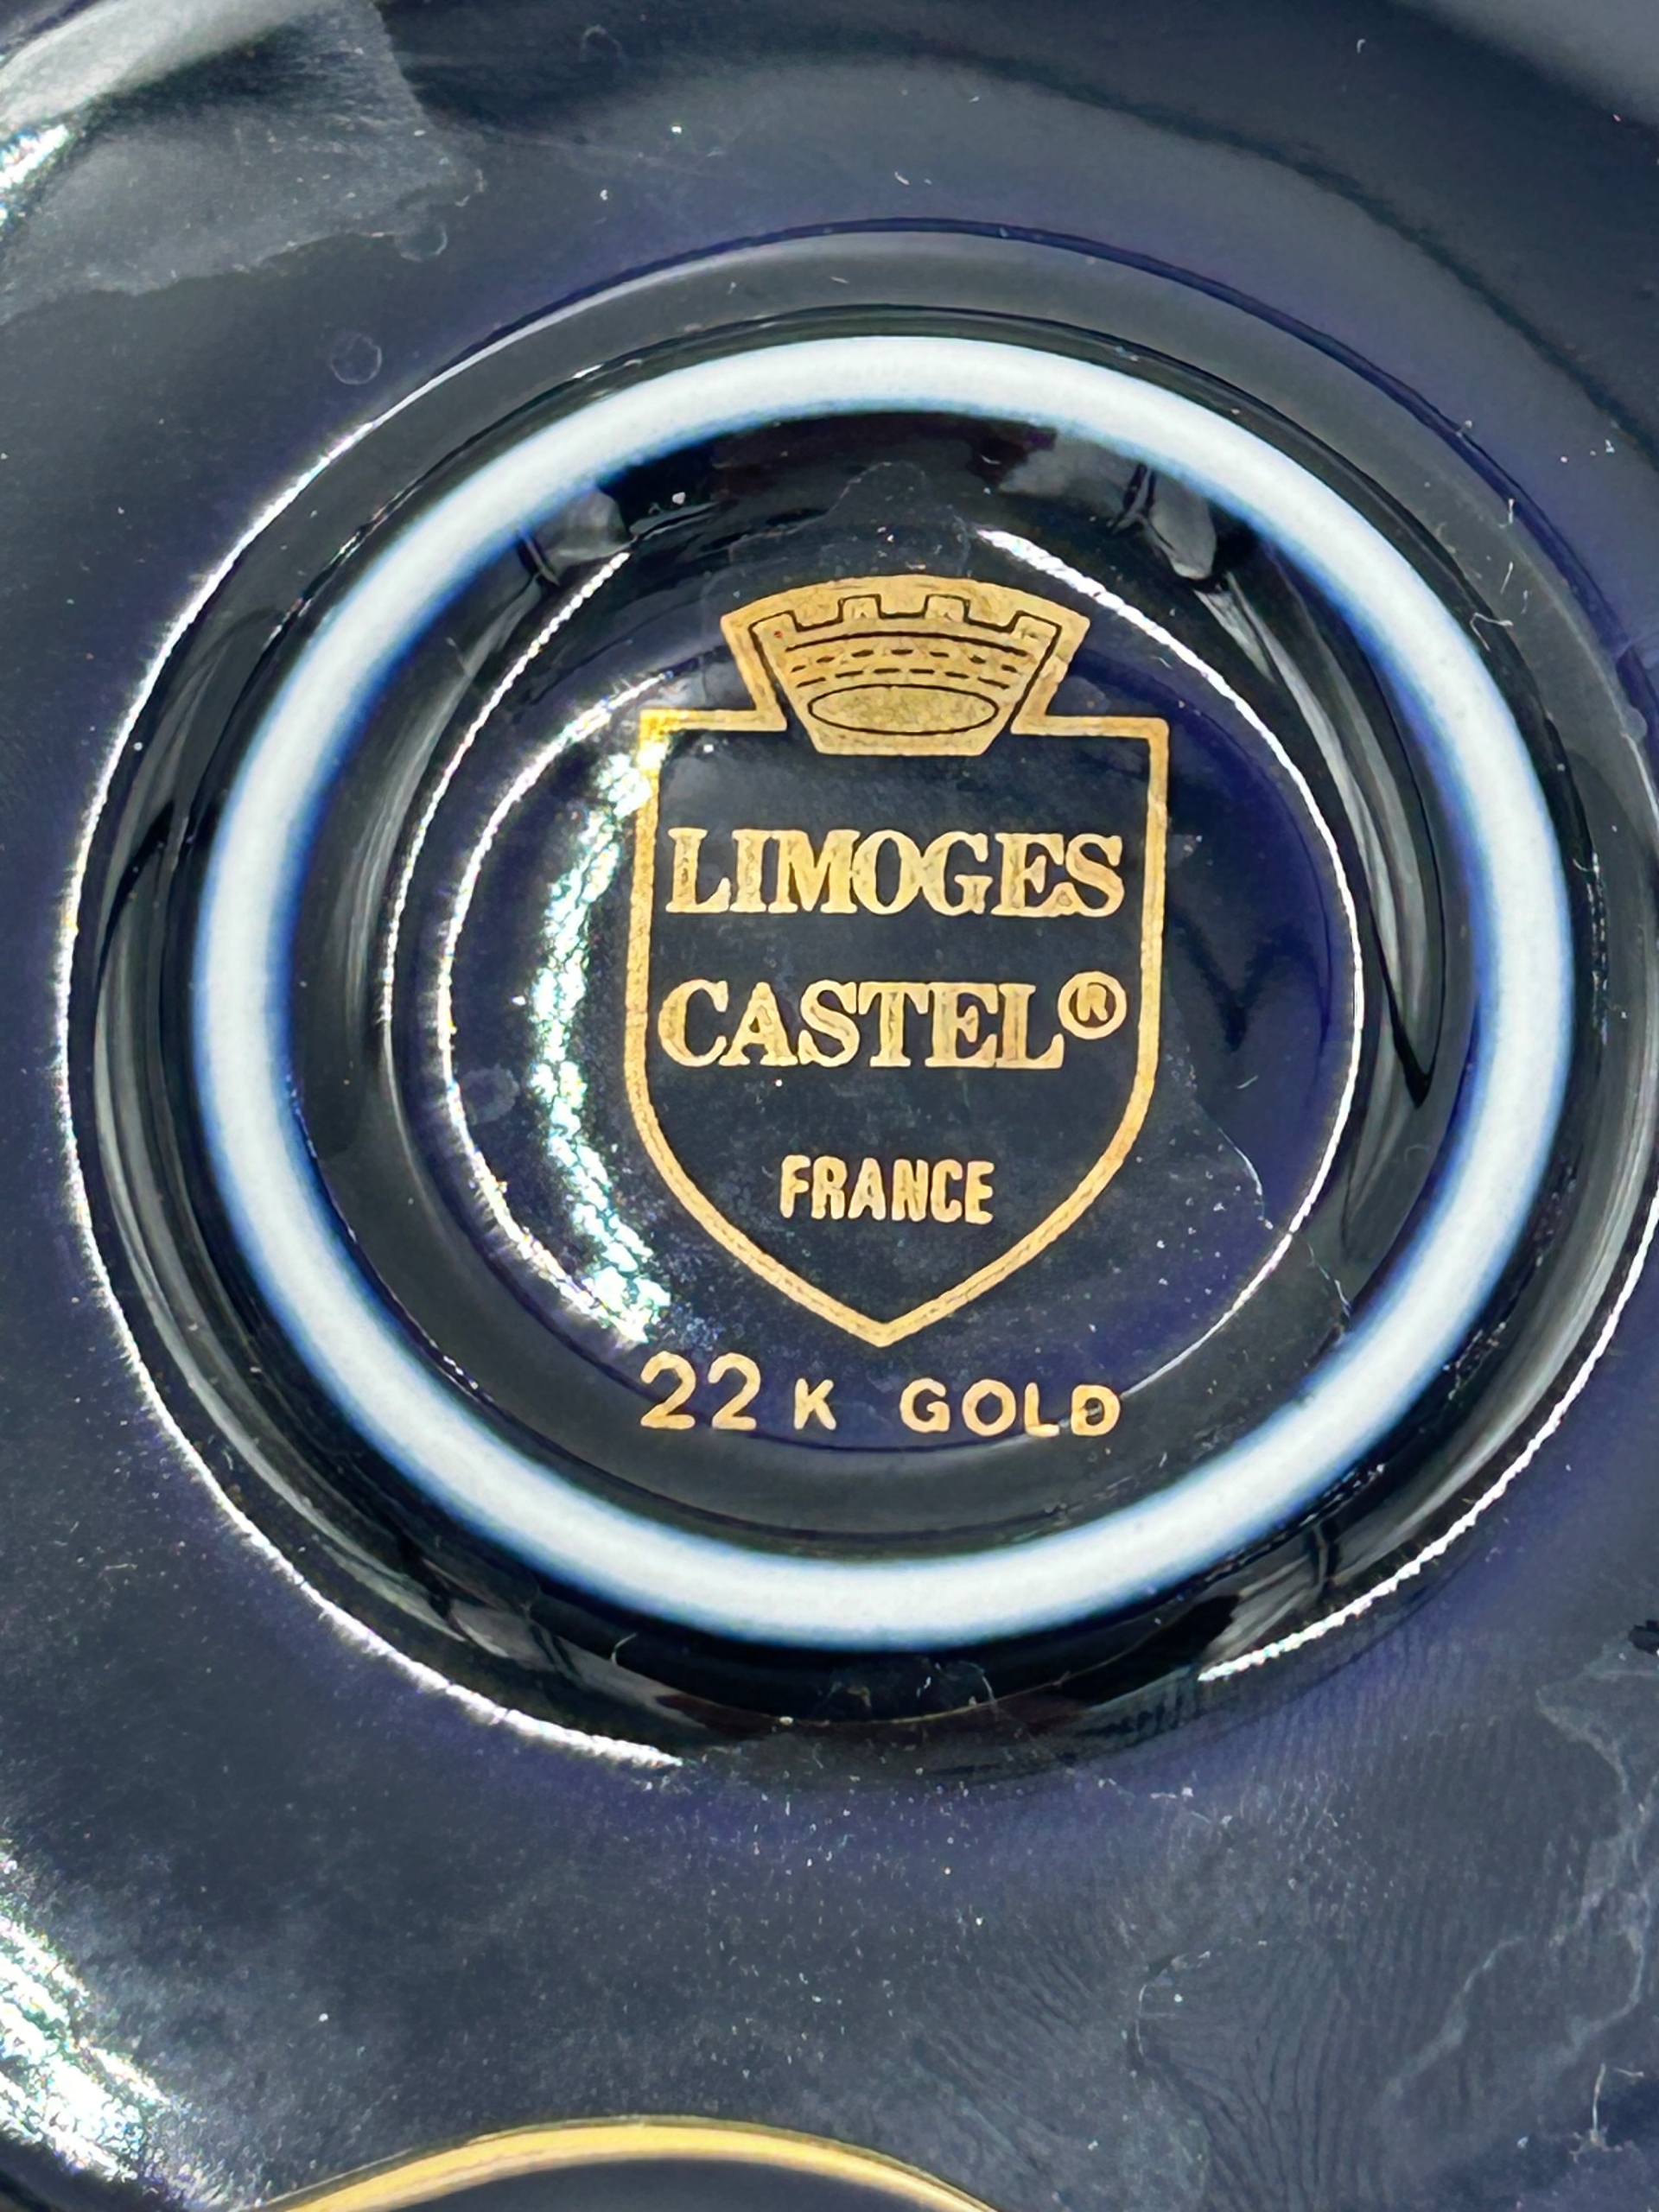 LIMOGES
CASTEL®
FRANCE
22 K GOLD